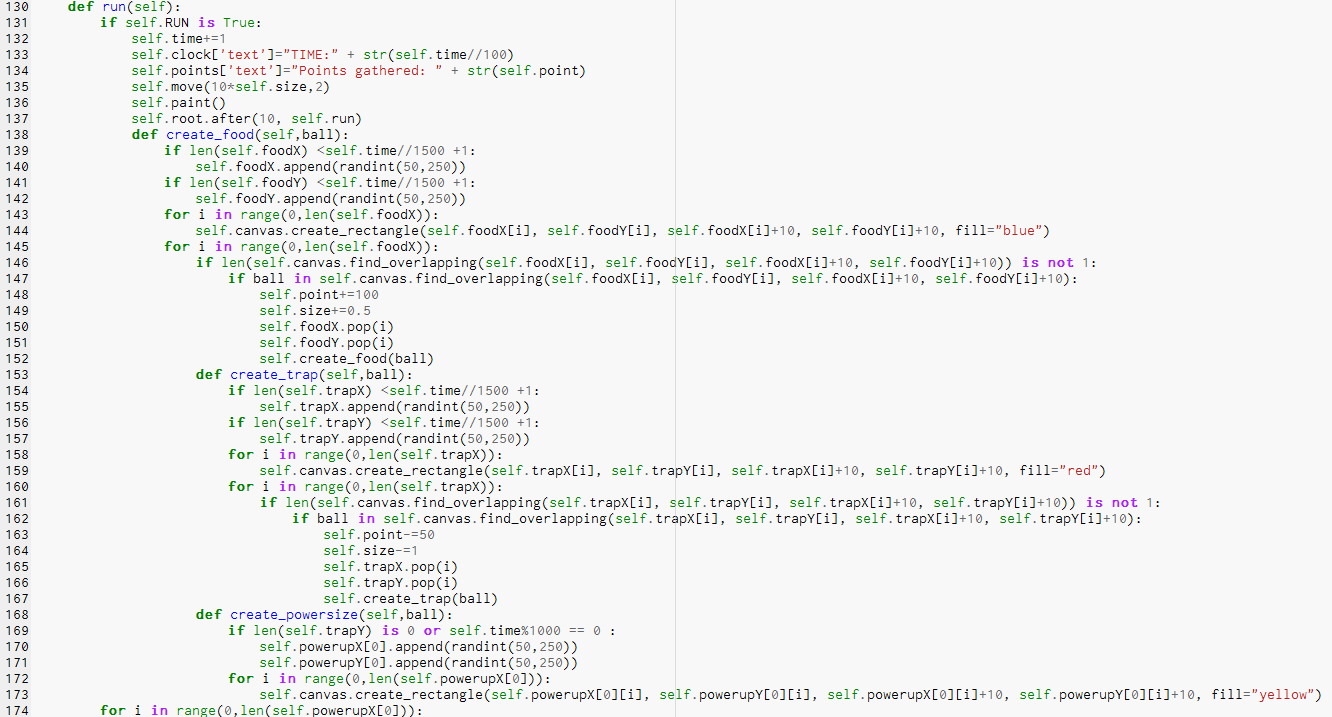 130     def run(self):
131         if self.RUN is True:
132             self.time+=1
133             self.clock['text']="TIME:" + str(self.time//100)
134             self.points['text']="Points gathered: " + str(self.point)
135             self.move(10*self.size,2)
136             self.paint()
137             self.root.after(10, self.run)
138             def create_food(self,ball):
139                 if len(self.foodX) <self.time//1500 +1:
140                     self.foodX.append(randint(50,250))
141                 if len(self.foodY) <self.time//1500 +1:
142                     self.foodY.append(randint(50,250))
143                 for i in range(0,len(self.foodX)):
144                     self.canvas.create_rectangle(self.foodX[i], self.foodY[i], self.foodX[i]+10, self.foodY[i]+10, fill="blue")
145                 for i in range(0,len(self.foodX)):
146                     if len(self.canvas.find_overlapping(self.foodX[i], self.foodY[i], self.foodX[i]+10, self.foodY[i]+10)) is not 1:
147                         if ball in self.canvas.find_overlapping(self.foodX[i], self.foodY[i], self.foodX[i]+10, self.foodY[i]+10):
148                             self.point+=100
149                             self.size+=0.5
150                             self.foodX.pop(i)
151                             self.foodY.pop(i)
152                             self.create_food(ball)
153                     def create_trap(self,ball):
154                         if len(self.trapX) <self.time//1500 +1:
155                             self.trapX.append(randint(50,250))
156                         if len(self.trapY) <self.time//1500 +1:
157                             self.trapY.append(randint(50,250))
158                         for i in range(0,len(self.trapX)):
159                             self.canvas.create_rectangle(self.trapX[i], self.trapY[i], self.trapX[i]+10, self.trapY[i]+10, fill="red")
160                         for i in range(0,len(self.trapX)):
161                             if len(self.canvas.find_overlapping(self.trapX[i], self.trapY[i], self.trapX[i]+10, self.trapY[i]+10)) is not 1:
162                                 if ball in self.canvas.find_overlapping(self.trapX[i], self.trapY[i], self.trapX[i]+10, self.trapY[i]+10):
163                                     self.point-=50
164                                     self.size-=1
165                                     self.trapX.pop(i)
166                                     self.trapY.pop(i)
167                                     self.create_trap(ball)
168                     def create_powersize(self,ball):
169                         if len(self.trapY) is 0 or self.time%1000 == 0 :
170                             self.powerupX[0].append(randint(50,250))
171                             self.powerupY[0].append(randint(50,250))
172                         for i in range(0,len(self.powerupX[0])):
173                             self.canvas.create_rectangle(self.powerupX[0][i], self.powerupY[0][i], self.powerupX[0][i]+10, self.powerupY[0][i]+10, fill="yellow")
174         for i in range(0,len(self.powerupX[0])):